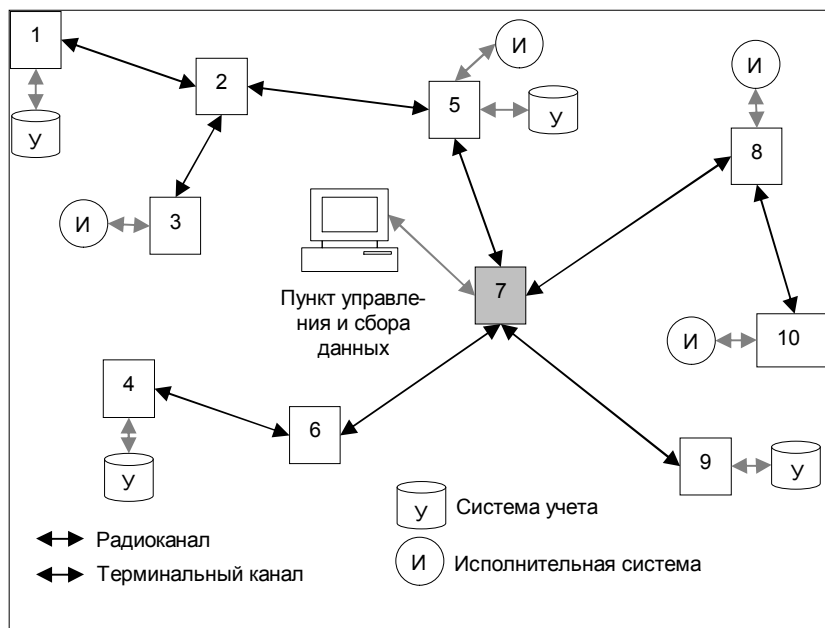 1
У
2
3
И
5
И
У
8
И
10
И
7
Пункт управле-
ния и сбора
данных
4
У
6
9
У
У Система учета
И Исполнительная система
Радиоканал
Терминальный канал